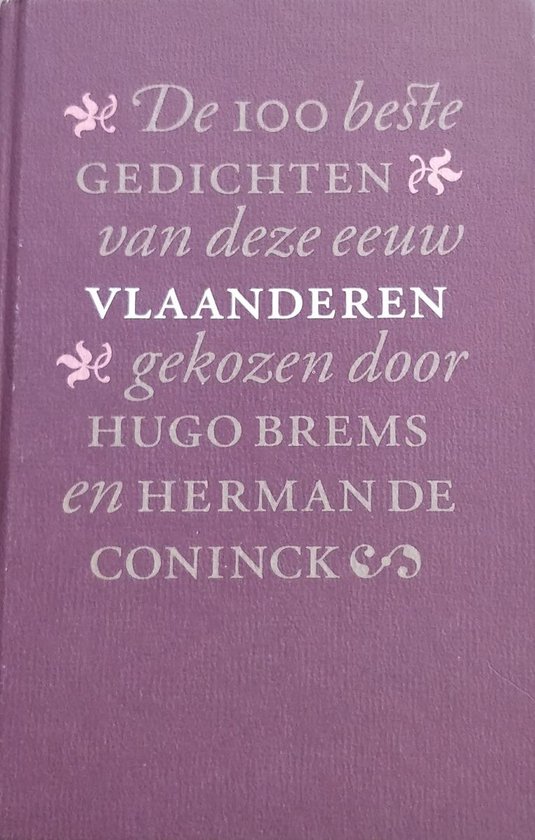 De 100 beste
GEDICHTEN
van deze eeuw
VLAANDEREN
gekozen door
HUGO BREMS
en HERMAN DE
CONINCK